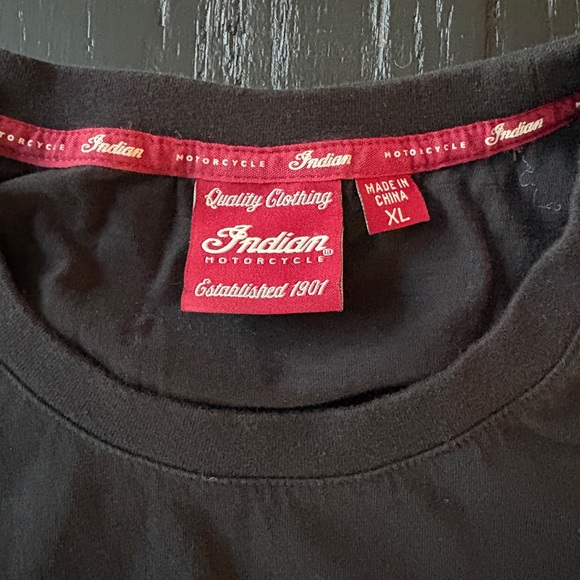 MOTORCYCLE Indian MOTORCYCLE Indian MOTORCYCLE Indian
Quality Clothing
Indian®
MOTORCYCLE
Established 1901
MADE IN
CHINA
XL